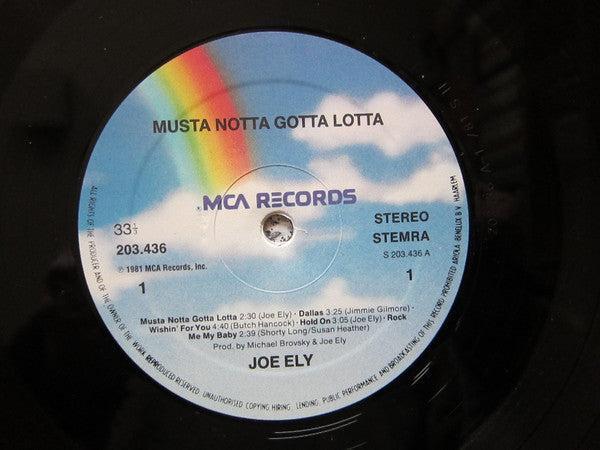 MUSTA NOTTA GOTTA LOTTA
MCA RECORDS
33⅓
203.436
℗ 1981 MCA Records, Inc.
1
STEREO
STEMRA
S 203.436 A
1
Musta Notta Gotta Lotta 2:30 (Joe Ely) · Dallas 3:25 (Jimmie Gilmore) ·
Wishin' For You 4:40 (Butch Hancock) · Hold On 3:05 (Joe Ely) · Rock
Me My Baby 2:39 (Shorty Long/Susan Heather)
Prod. by Michael Brovsky & Joe Ely
JOE ELY
ALL RIGHTS OF THE PRODUCER AND OF THE OWNER OF THE WORK REPRODUCED RESERVED. UNAUTHORISED COPYING HIRING, LENDING, PUBLIC PERFORMANCE AND BROADCASTING OF THIS RECORD PROHIBITED ARIOLA-BENELUX B.V. HAARLEM